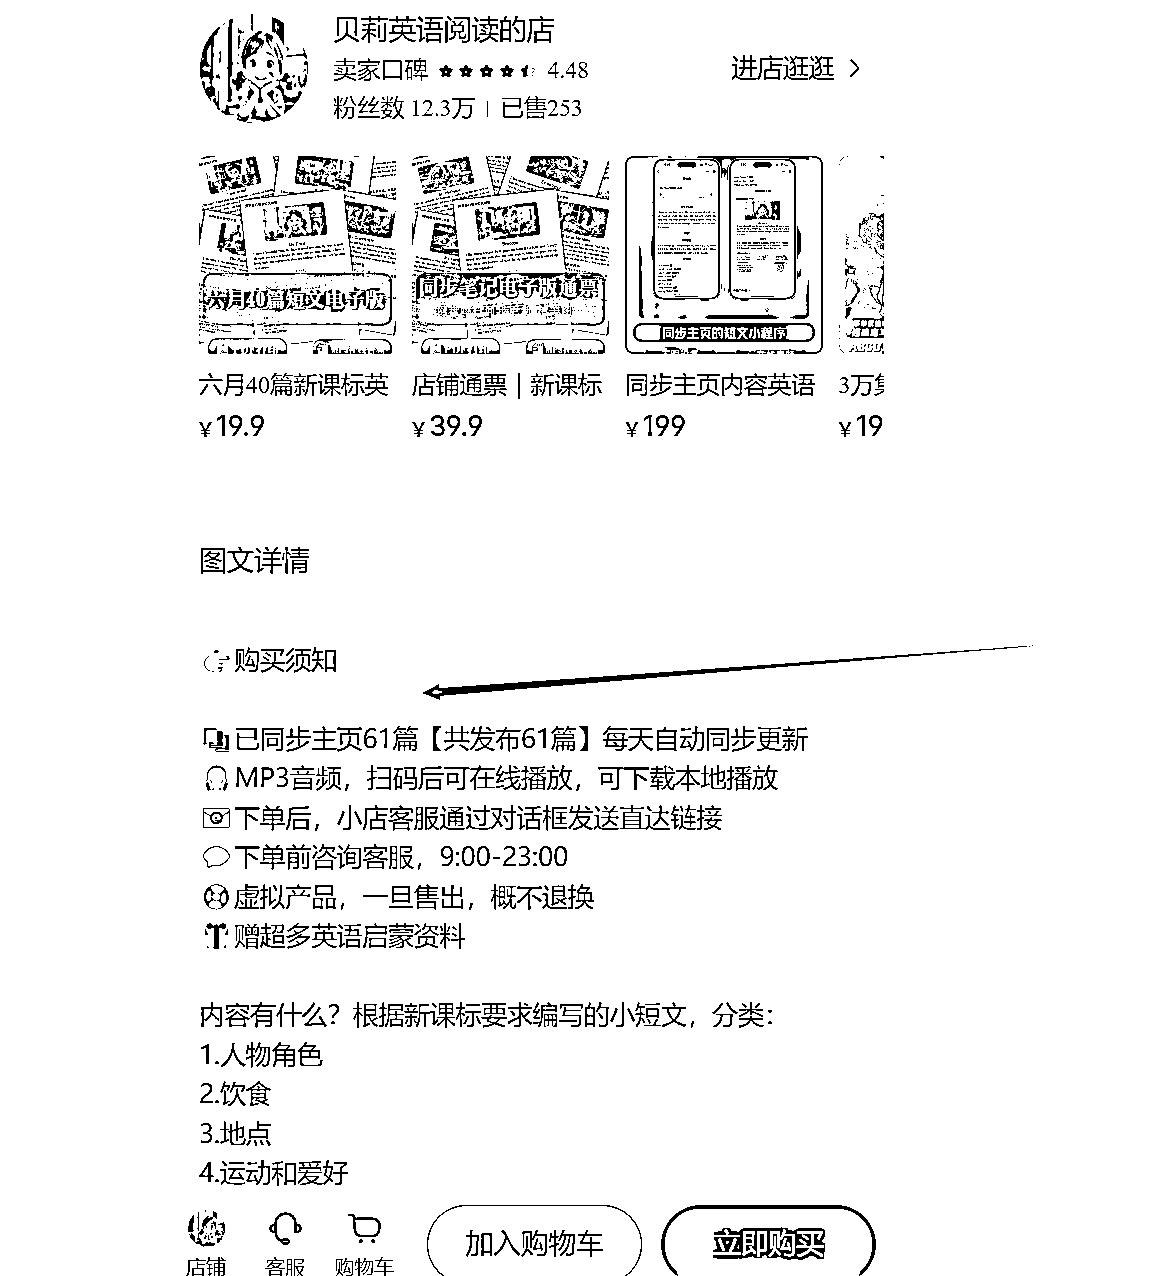 贝莉英语阅读的店
卖家口碑 4.48
进店逛逛
粉丝数 12.3万 | 已售253
六月40篇短文电子版
同步笔记电子版通票
同步主页的短文小程序
六月40篇新课标英
店铺通票｜新课标
同步主页内容英语
3万集
¥19.9
¥39.9
¥199
¥19
图文详情
购买须知
已同步主页61篇【共发布61篇】每天自动同步更新
MP3音频，扫码后可在线播放，可下载本地播放
下单后，小店客服通过对话框发送直达链接
下单前咨询客服，9:00-23:00
虚拟产品，一旦售出，概不退换
赠超多英语启蒙资料
内容有什么？根据新课标要求编写的小短文，分类：
1.人物角色
2.饮食
3.地点
4.运动和爱好
店铺
客服
购物车
加入购物车
立即购买